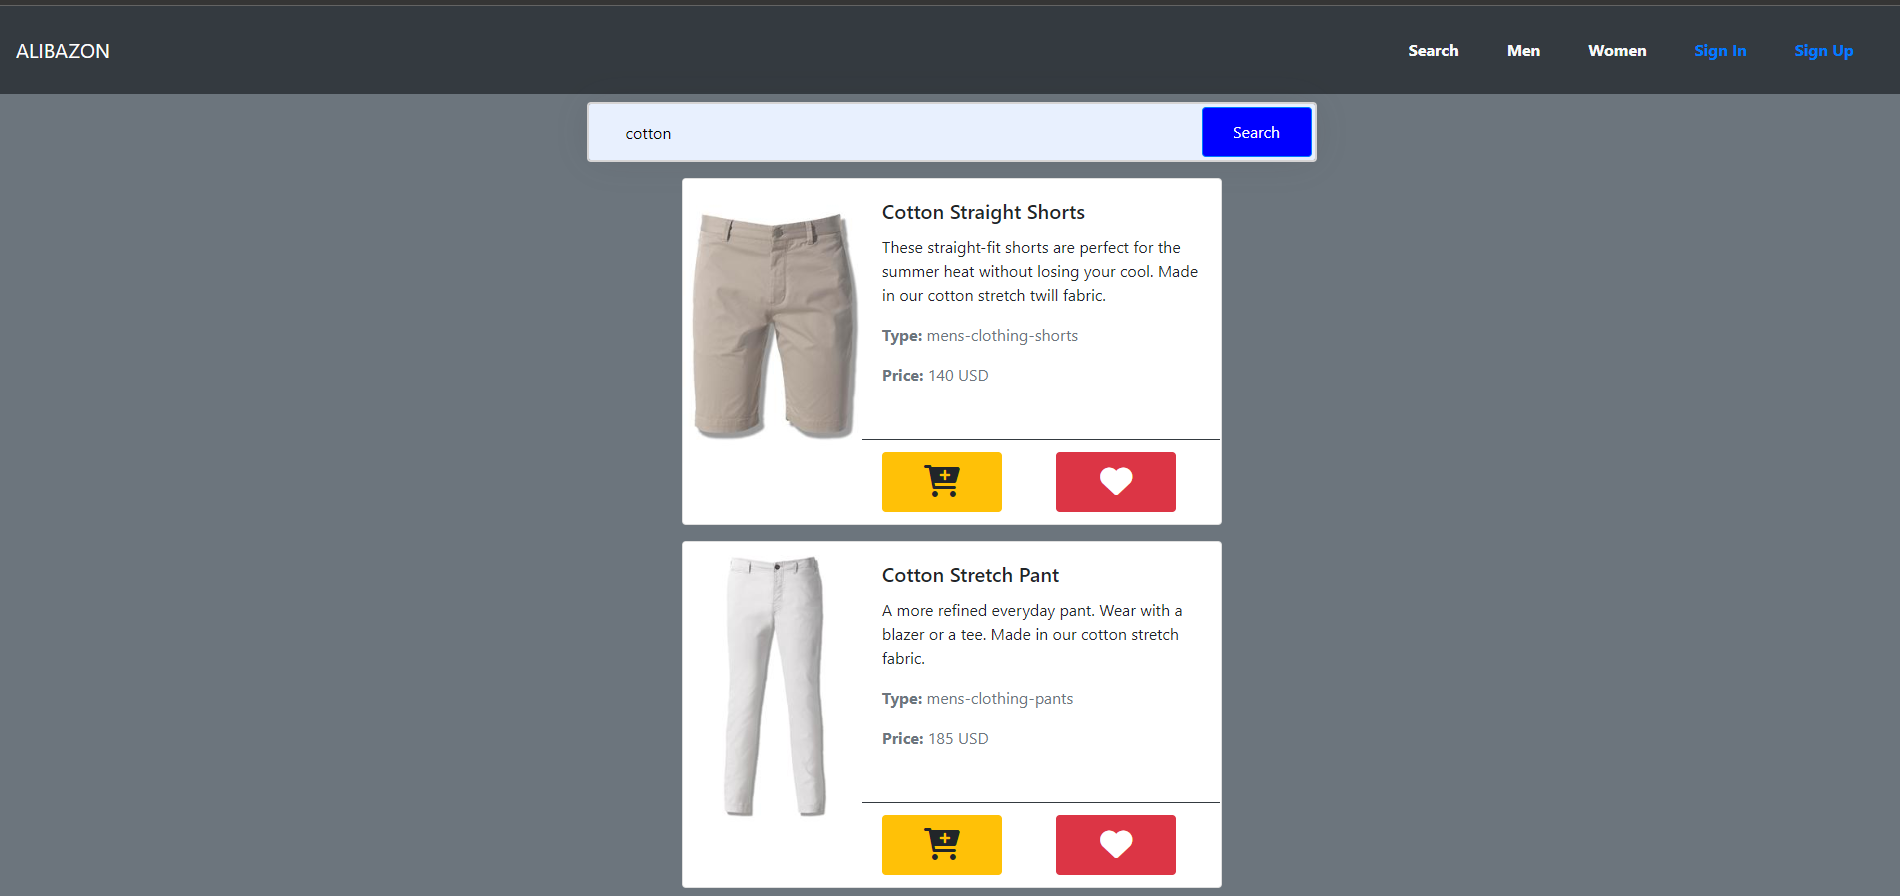 ALIBAZON
Search Men Women Sign In Sign Up
cotton
Search
Cotton Straight Shorts
These straight-fit shorts are perfect for the
summer heat without losing your cool. Made
in our cotton stretch twill fabric.
Type: mens-clothing-shorts
Price: 140 USD
Cotton Stretch Pant
A more refined everyday pant. Wear with a
blazer or a tee. Made in our cotton stretch
fabric.
Type: mens-clothing-pants
Price: 185 USD